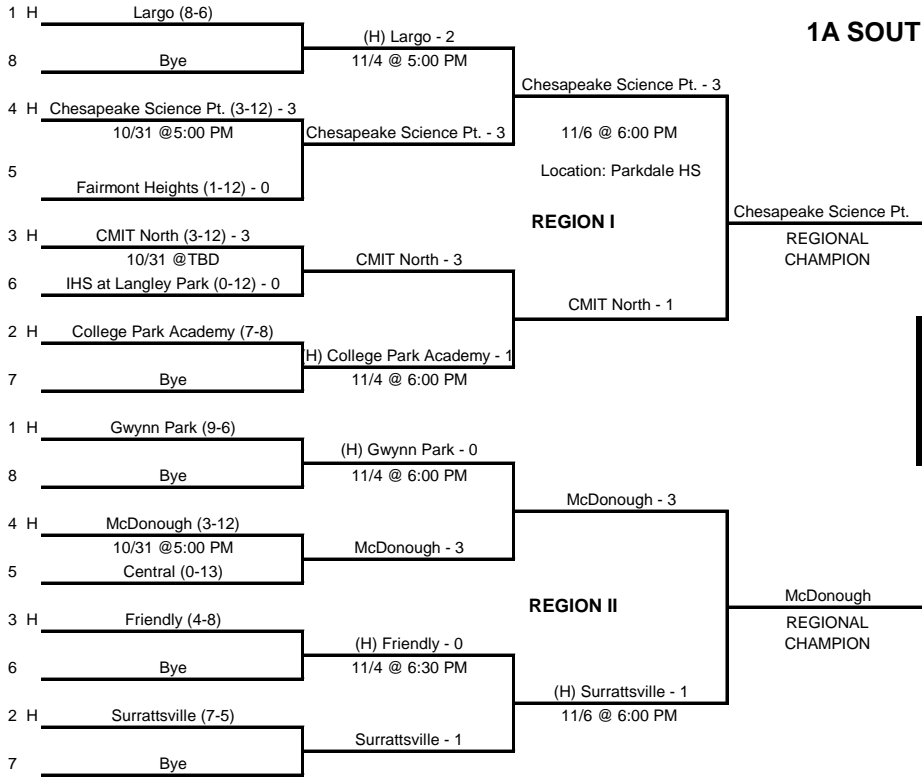 1A SOUT
1 H Largo (8-6)
(H) Largo - 2
8 Bye
11/4 @ 5:00 PM
Chesapeake Science Pt. - 3
4 H Chesapeake Science Pt. (3-12) - 3
10/31 @5:00 PM
Chesapeake Science Pt. - 3
11/6 @ 6:00 PM
5
Location: Parkdale HS
Fairmont Heights (1-12) - 0
REGION I
Chesapeake Science Pt.
3 H CMIT North (3-12) - 3
REGIONAL
CHAMPION
10/31 @TBD
CMIT North - 3
6 IHS at Langley Park (0-12) - 0
CMIT North - 1
2 H College Park Academy (7-8)
(H) College Park Academy - 1
7 Bye
11/4 @ 6:00 PM
1 H Gwynn Park (9-6)
(H) Gwynn Park - 0
8 Bye
11/4 @ 6:00 PM
McDonough - 3
4 H McDonough (3-12)
10/31 @5:00 PM
McDonough - 3
5 Central (0-13)
REGION II
McDonough
3 H Friendly (4-8)
REGIONAL
CHAMPION
(H) Friendly - 0
6 Bye
11/4 @ 6:30 PM
(H) Surrattsville - 1
2 H Surrattsville (7-5)
11/6 @ 6:00 PM
Surrattsville - 1
7 Bye